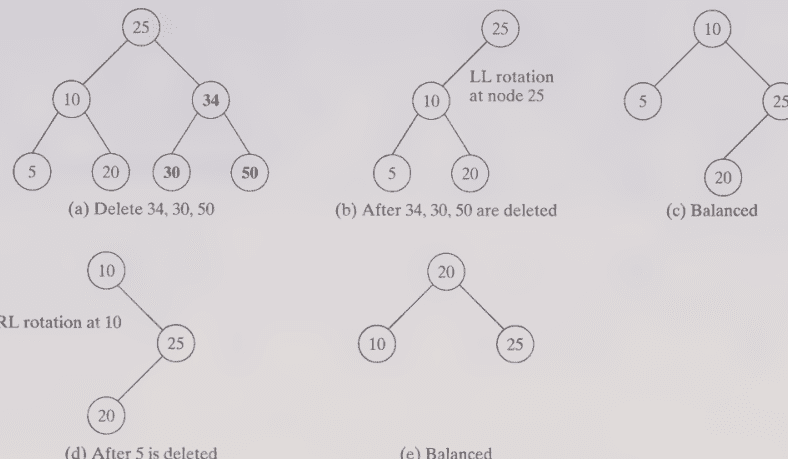 25
25
10
10
34
LL rotation
at node 25
10
5
25
5
20
30
50
5
20
20
(a) Delete 34, 30, 50
(b) After 34, 30, 50 are deleted
(c) Balanced
10
20
RL rotation at 10
25
10
25
20
(d) After 5 is deleted
(e) Balanced